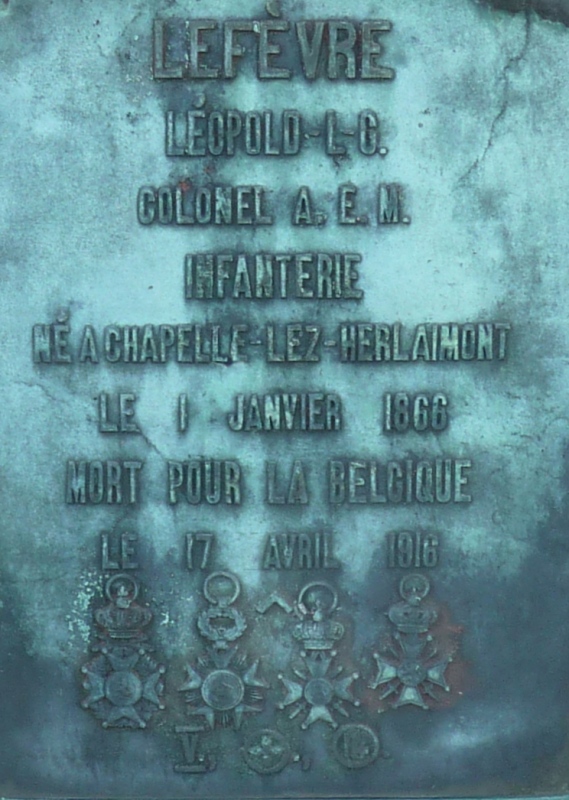 LEFÈVRE
LÉOPOLD-L-G.
COLONEL A. E. M.
INFANTERIE
NÉ A CHAPELLE-LEZ-HERLAIMONT
LE 1 JANVIER 1866
MORT POUR LA BELGIQUE
LE 17 AVRIL 1916
V.